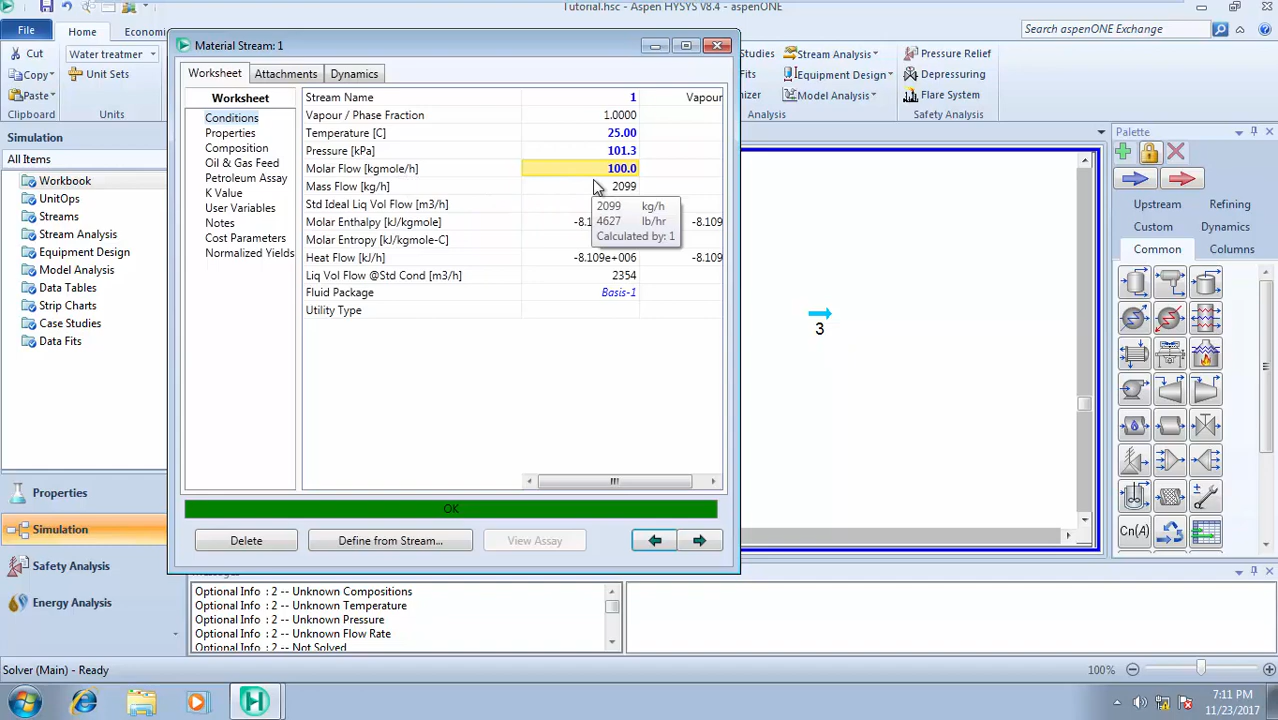 Tutorial.hsc - Aspen HYSYS V8.4 - aspenONE
File
Home
Economi
Search aspenONE Exchange
Cut
Copy
Paste
Clipboard
Water treatmer
Unit Sets
Units
Studies
Stream Analysis
Pressure Relief
Fits
Equipment Design
Depressuring
nizer
Model Analysis
Flare System
Analysis
Safety Analysis
Simulation
All Items
Workbook
UnitOps
Streams
Stream Analysis
Equipment Design
Model Analysis
Data Tables
Strip Charts
Case Studies
Data Fits
Properties
Simulation
Safety Analysis
Energy Analysis
Material Stream: 1
Worksheet
Attachments
Dynamics
Worksheet
Conditions
Properties
Composition
Oil & Gas Feed
Petroleum Assay
K Value
User Variables
Notes
Cost Parameters
Normalized Yields
Stream Name 1 Vapour
Vapour / Phase Fraction 1.0000
Temperature [C] 25.00
Pressure [kPa] 101.3
Molar Flow [kgmole/h] 100.0
Mass Flow [kg/h] 2099
Std Ideal Liq Vol Flow [m3/h]
Molar Enthalpy [kJ/kgmole] -8.1 -8.109
Molar Entropy [kJ/kgmole-C]
Heat Flow [kJ/h] -8.109e+006 -8.109
Liq Vol Flow @Std Cond [m3/h] 2354
Fluid Package Basis-1
Utility Type
2099 kg/h
4627 lb/hr
Calculated by: 1
OK
Delete
Define from Stream...
View Assay
3
Palette
Upstream
Refining
Custom
Dynamics
Common
Columns
Cn(A)
Optional Info : 2 -- Unknown Compositions
Optional Info : 2 -- Unknown Temperature
Optional Info : 2 -- Unknown Pressure
Optional Info : 2 -- Unknown Flow Rate
Optional Info : 2 -- Not Solved
Solver (Main) - Ready
100%
7:11 PM
11/23/2017